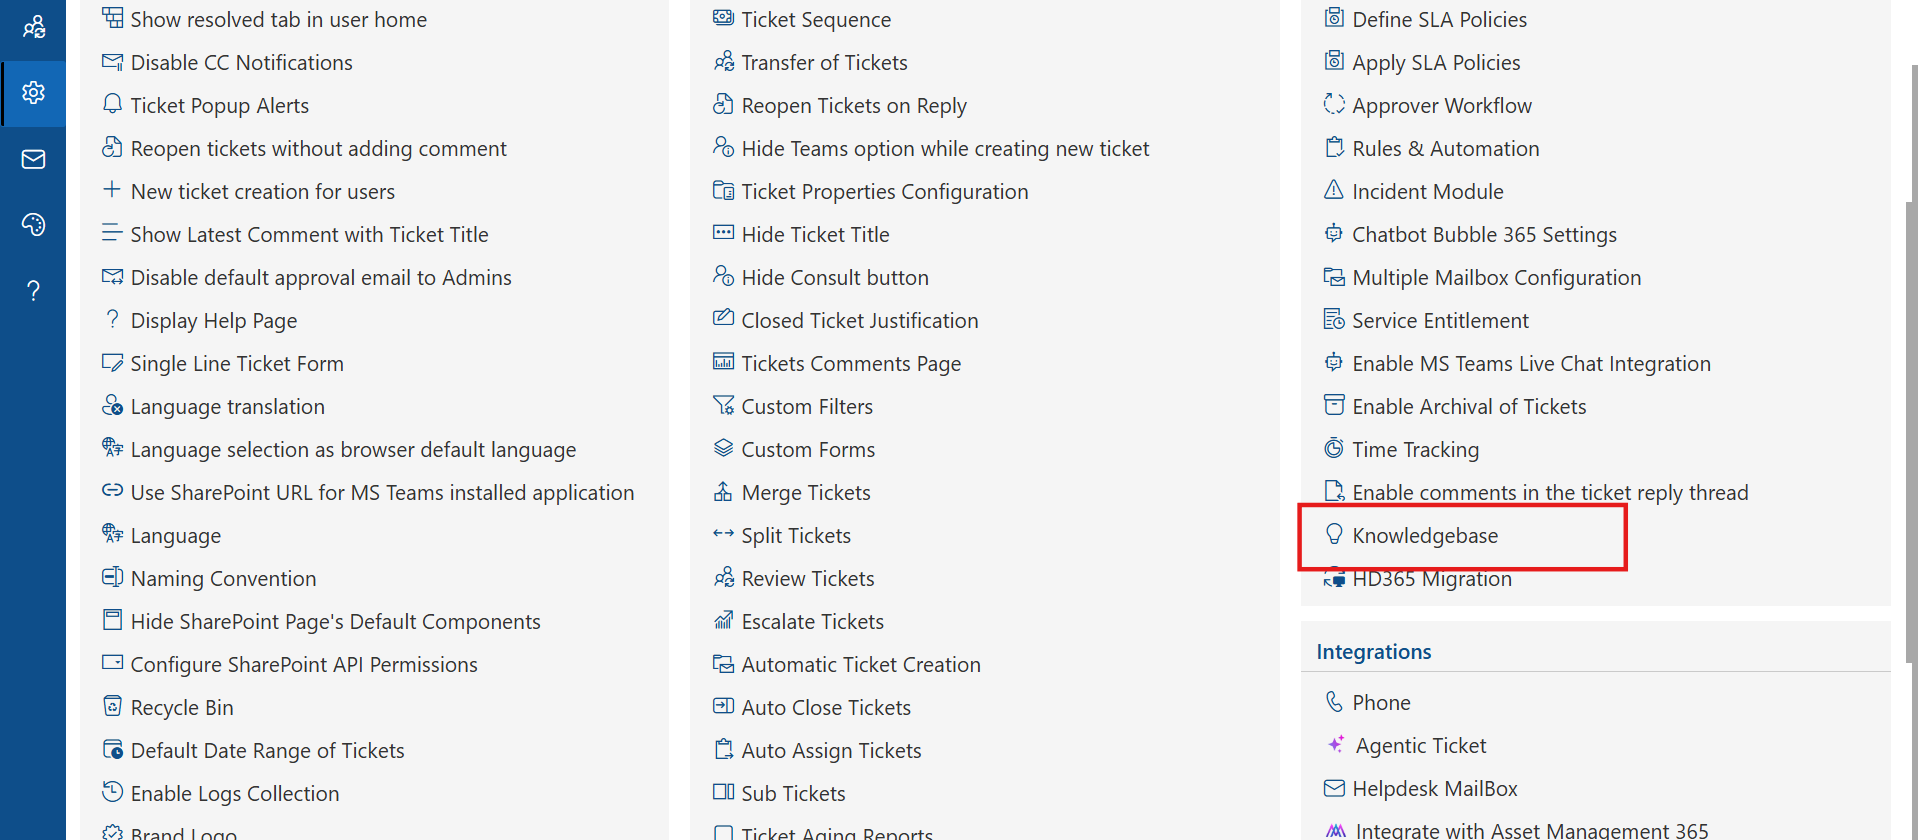 Show resolved tab in user home
Disable CC Notifications
Ticket Popup Alerts
Reopen tickets without adding comment
New ticket creation for users
Show Latest Comment with Ticket Title
Disable default approval email to Admins
Display Help Page
Single Line Ticket Form
Language translation
Language selection as browser default language
Use SharePoint URL for MS Teams installed application
Language
Naming Convention
Hide SharePoint Page's Default Components
Configure SharePoint API Permissions
Recycle Bin
Default Date Range of Tickets
Enable Logs Collection
Brand Logo
Ticket Sequence
Transfer of Tickets
Reopen Tickets on Reply
Hide Teams option while creating new ticket
Ticket Properties Configuration
Hide Ticket Title
Hide Consult button
Closed Ticket Justification
Tickets Comments Page
Custom Filters
Custom Forms
Merge Tickets
Split Tickets
Review Tickets
Escalate Tickets
Automatic Ticket Creation
Auto Close Tickets
Auto Assign Tickets
Sub Tickets
Ticket Aging Reports
Define SLA Policies
Apply SLA Policies
Approver Workflow
Rules & Automation
Incident Module
Chatbot Bubble 365 Settings
Multiple Mailbox Configuration
Service Entitlement
Enable MS Teams Live Chat Integration
Enable Archival of Tickets
Time Tracking
Enable comments in the ticket reply thread
Knowledgebase
HD365 Migration
Integrations
Phone
Agentic Ticket
Helpdesk MailBox
Integrate with Asset Management 365